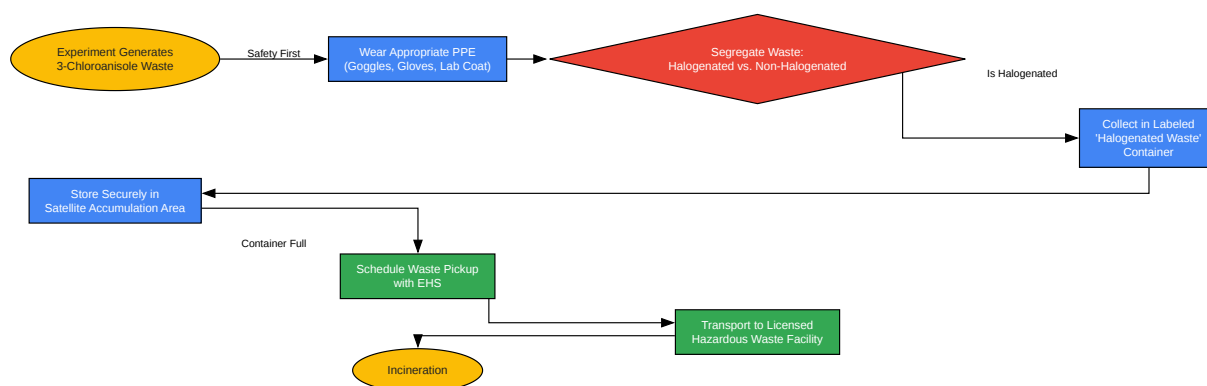 Experiment Generates
3-Chloroanisole Waste
Safety First
Wear Appropriate PPE
(Goggles, Gloves, Lab Coat)
Segregate Waste:
Halogenated vs. Non-Halogenated
Is Halogenated
Collect in Labeled
'Halogenated Waste'
Container
Store Securely in
Satellite Accumulation Area
Container Full
Schedule Waste Pickup
with EHS
Transport to Licensed
Hazardous Waste Facility
Incineration